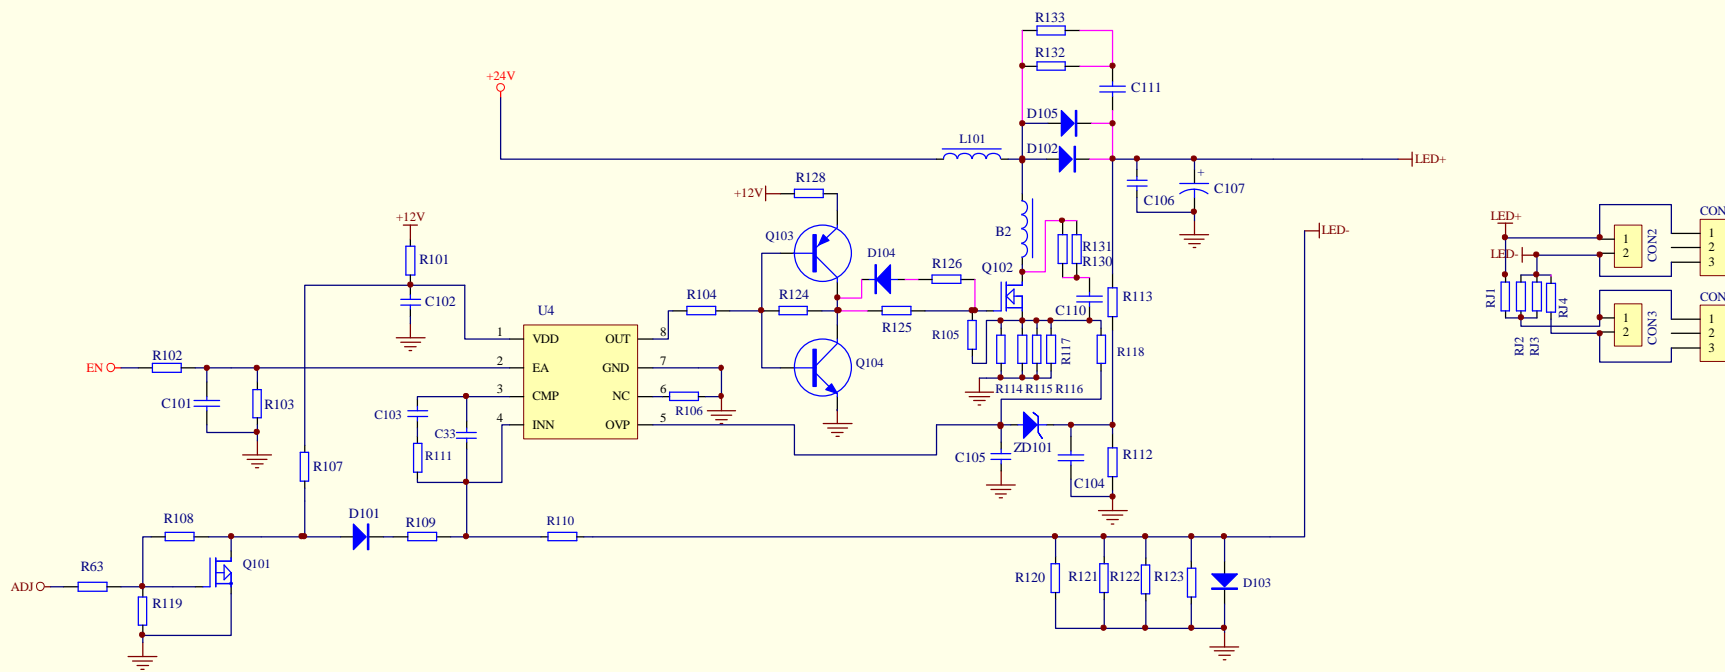 R133
R132
+24V
C111
D105
L101
D102
LED+
R128
+12V
C106
C107
+12V
LED-
Q103
B2
R131
R130
D104
R126
Q102
R101
C102
R104
R124
R125
C110
R113
U4
R105
R117
R118
1 VDD OUT 8
2 EA GND 7
3 CMP NC 6
4 INN OVP 5
Q104
R102
EN
C101
R103
R106
R114 R115 R116
C103
C33
R111
C105
ZD101
C104
R112
R107
R108
D101
R109
R110
Q101
R63
ADJ
R119
R120
R121
R122
R123
D103
LED+
LED-
1
2
CON2
CON
1
2
3
RJ1
RJ2
RJ3
RJ4
1
2
CON3
CON
1
2
3